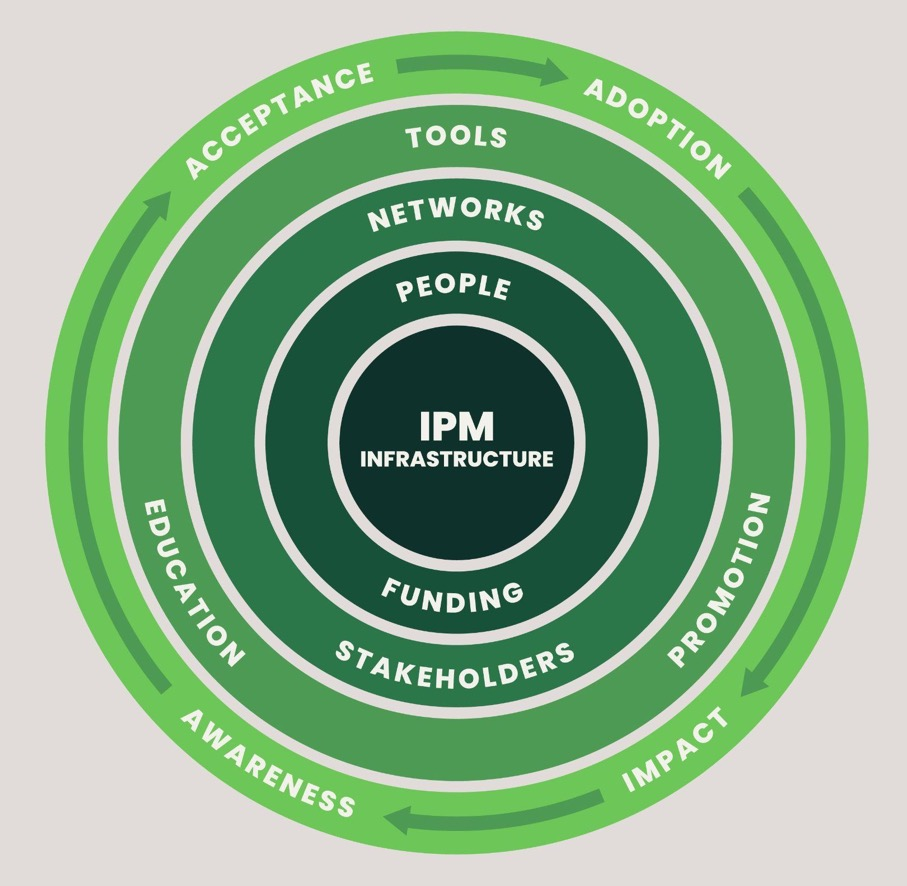 ACCEPTANCE
ADOPTION
TOOLS
NETWORKS
PEOPLE
IPM
INFRASTRUCTURE
EDUCATION
PROMOTION
FUNDING
STAKEHOLDERS
AWARENESS
IMPACT